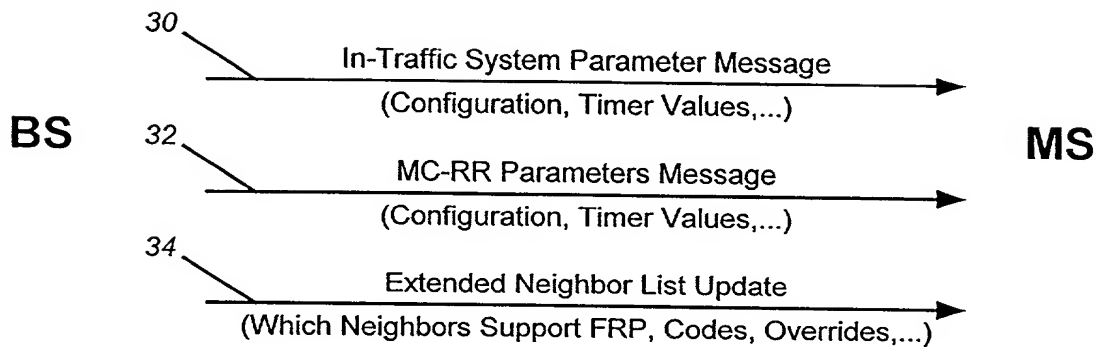 30
In-Traffic System Parameter Message
(Configuration, Timer Values,...)
BS
MS
32
MC-RR Parameters Message
(Configuration, Timer Values,...)
34
Extended Neighbor List Update
(Which Neighbors Support FRP, Codes, Overrides,...)